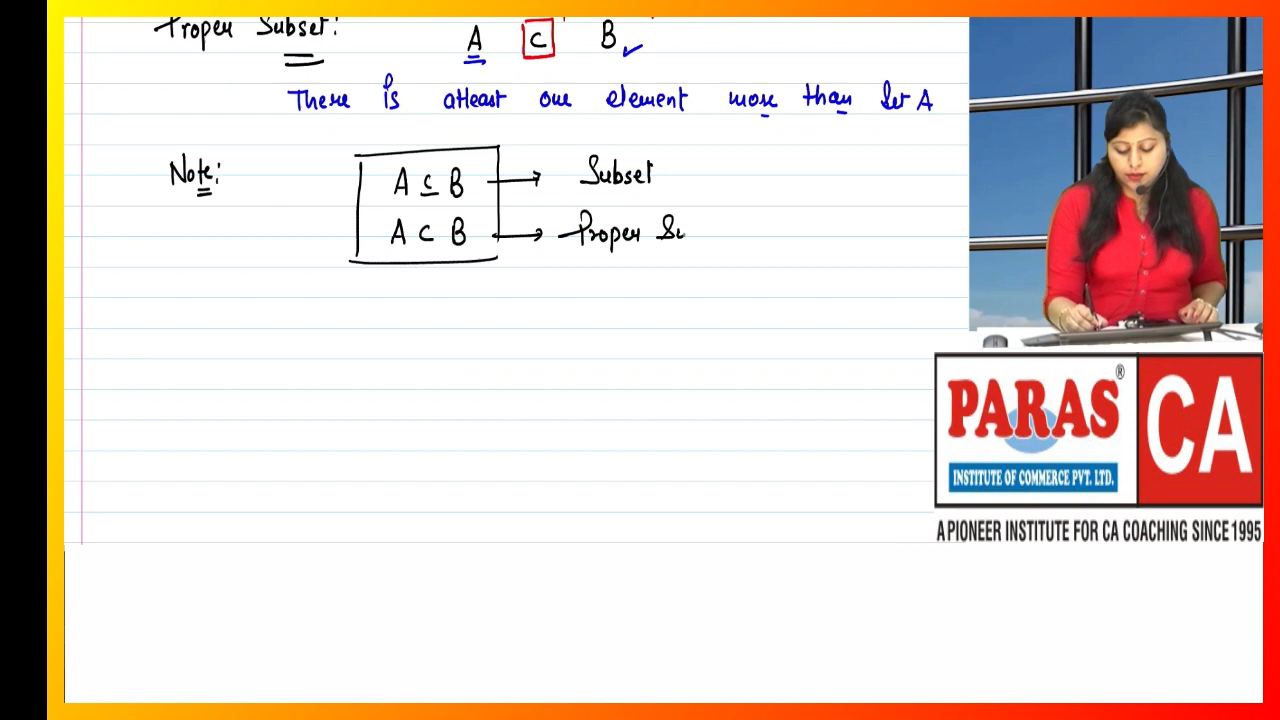 Proper Subset:
A ⊂ B
There is atleast one element more than Set A
Note:
A ⊆ B → Subset
A ⊂ B → Proper Su
PARAS ®
INSTITUTE OF COMMERCE PVT. LTD.
CA
A PIONEER INSTITUTE FOR CA COACHING SINCE 1995